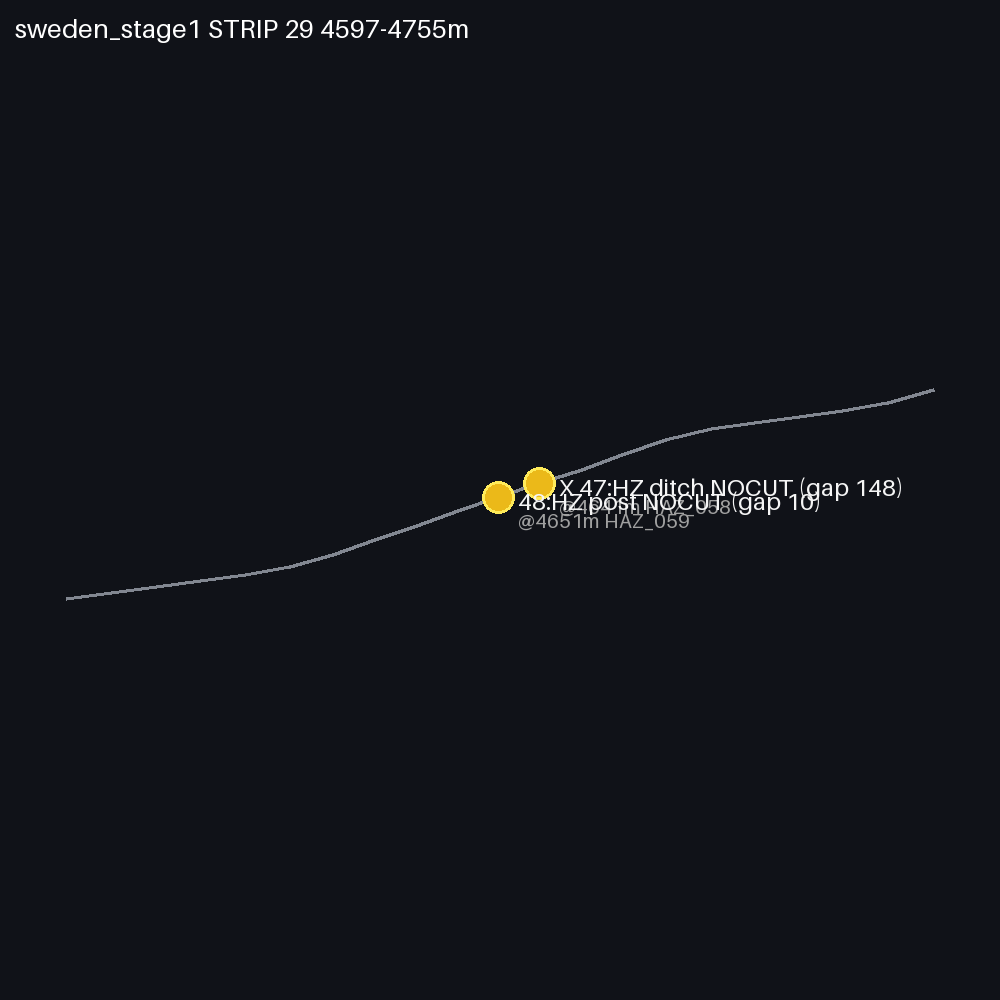 sweden_stage1 STRIP 29 4597-4755m
X 47:HZ ditch NOCUT (gap 148)
48:HZ post NOCUT (gap 10)
HAZ_058
@4651m HAZ_059